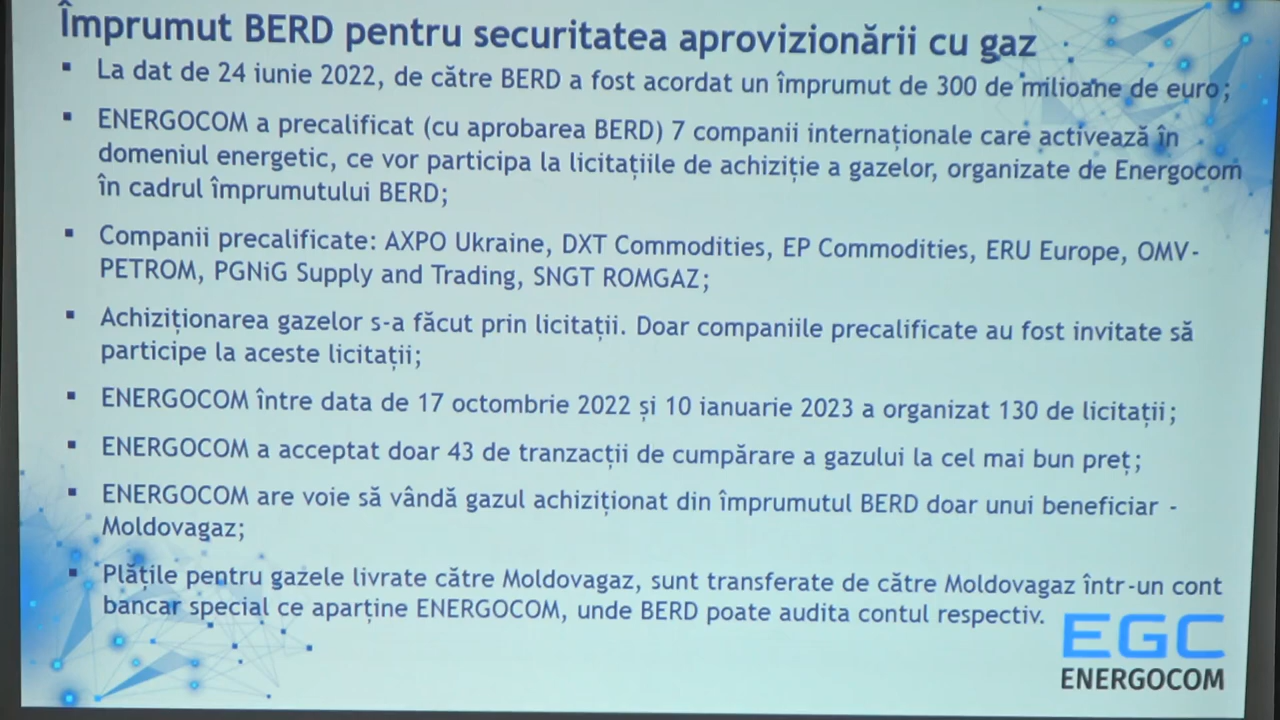 Împrumut BERD pentru securitatea aprovizionării cu gaz
▪ La dat de 24 iunie 2022, de către BERD a fost acordat un împrumut de 300 de milioane de euro;
▪ ENERGOCOM a precalificat (cu aprobarea BERD) 7 companii internaționale care activează în
domeniul energetic, ce vor participa la licitațiile de achiziție a gazelor, organizate de Energocom
în cadrul împrumutului BERD;
▪ Companii precalificate: AXPO Ukraine, DXT Commodities, EP Commodities, ERU Europe, OMV-
PETROM, PGNiG Supply and Trading, SNGT ROMGAZ;
▪ Achiziționarea gazelor s-a făcut prin licitații. Doar companiile precalificate au fost invitate să
participe la aceste licitații;
▪ ENERGOCOM între data de 17 octombrie 2022 și 10 ianuarie 2023 a organizat 130 de licitații;
▪ ENERGOCOM a acceptat doar 43 de tranzacții de cumpărare a gazului la cel mai bun preț;
▪ ENERGOCOM are voie să vândă gazul achiziționat din împrumutul BERD doar unui beneficiar -
Moldovagaz;
▪ Plățile pentru gazele livrate către Moldovagaz, sunt transferate de către Moldovagaz într-un cont
bancar special ce aparține ENERGOCOM, unde BERD poate audita contul respectiv.
EGC
ENERGOCOM